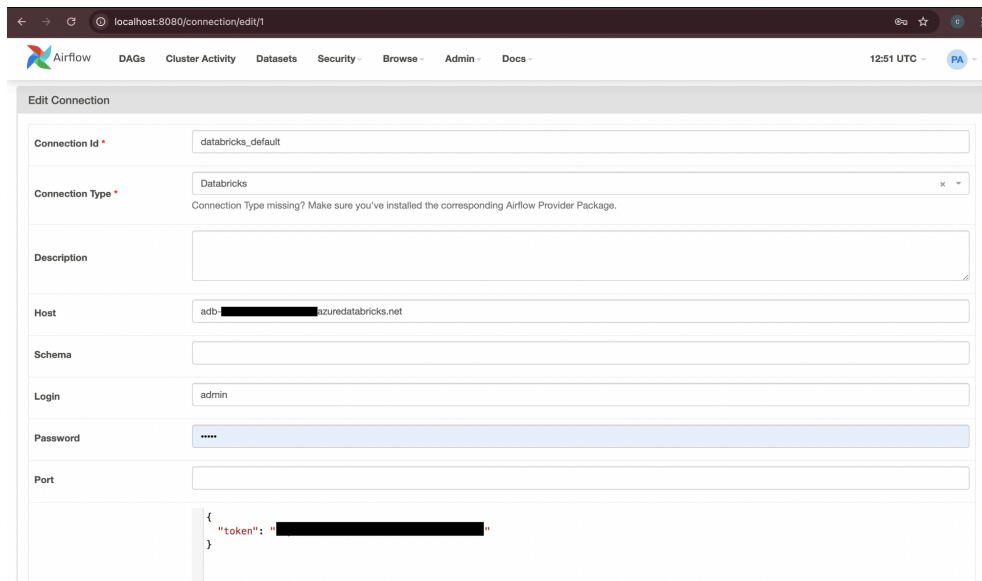 localhost:8080/connection/edit/1
C
Airflow DAGs Cluster Activity Datasets Security Browse Admin Docs 12:51 UTC PA
Edit Connection
Connection Id * databricks_default
Connection Type * Databricks
Connection Type missing? Make sure you've installed the corresponding Airflow Provider Package.
Description
Host adb- azuredatabricks.net
Schema
Login admin
Password •••••
Port
{
"token": " "
}